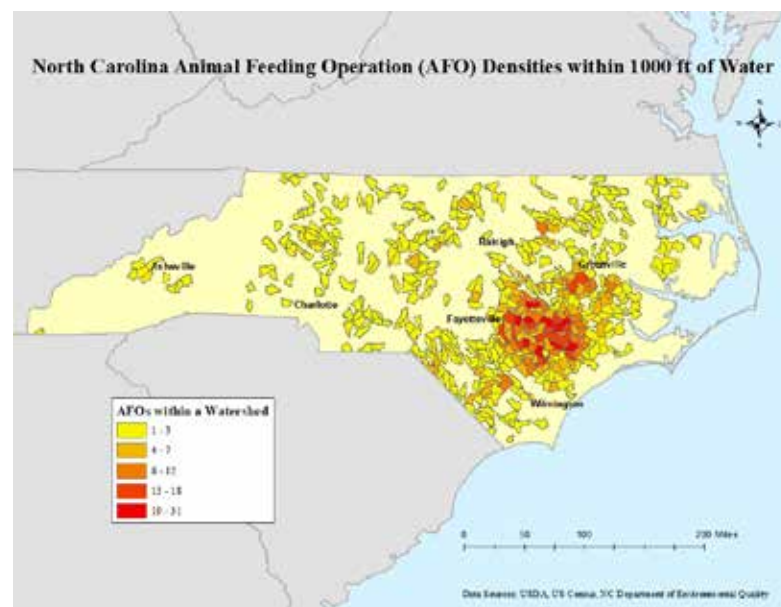 North Carolina Animal Feeding Operation (AFO) Densities within 1000 ft of Water
Raleigh
Greenville
Asheville
Charlotte
Fayetteville
Wilmington
AFOs within a Watershed
1 - 3
4 - 7
8 - 12
13 - 18
19 - 31
0 50 100 200 Miles
Data Sources: USDA, US Census, NC Department of Environmental Quality